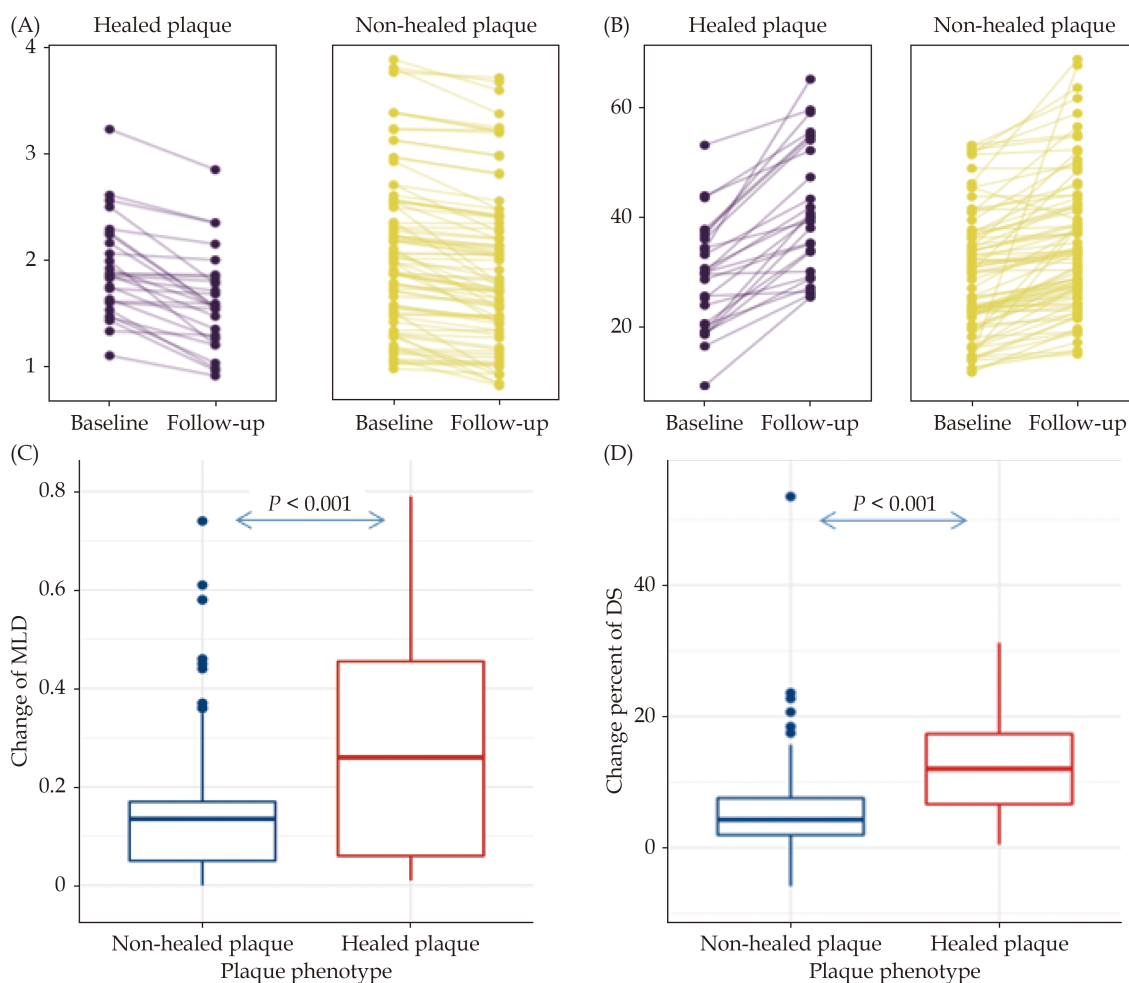 (A)
Healed plaque
Non-healed plaque
4
3
2
1
Baseline Follow-up
Baseline Follow-up
(B)
Healed plaque
Non-healed plaque
60
40
20
Baseline Follow-up
Baseline Follow-up
(C)
P < 0.001
0.8
0.6
0.4
0.2
0
Change of MLD
Non-healed plaque
Healed plaque
Plaque phenotype
(D)
P < 0.001
40
20
0
Change percent of DS
Non-healed plaque
Healed plaque
Plaque phenotype